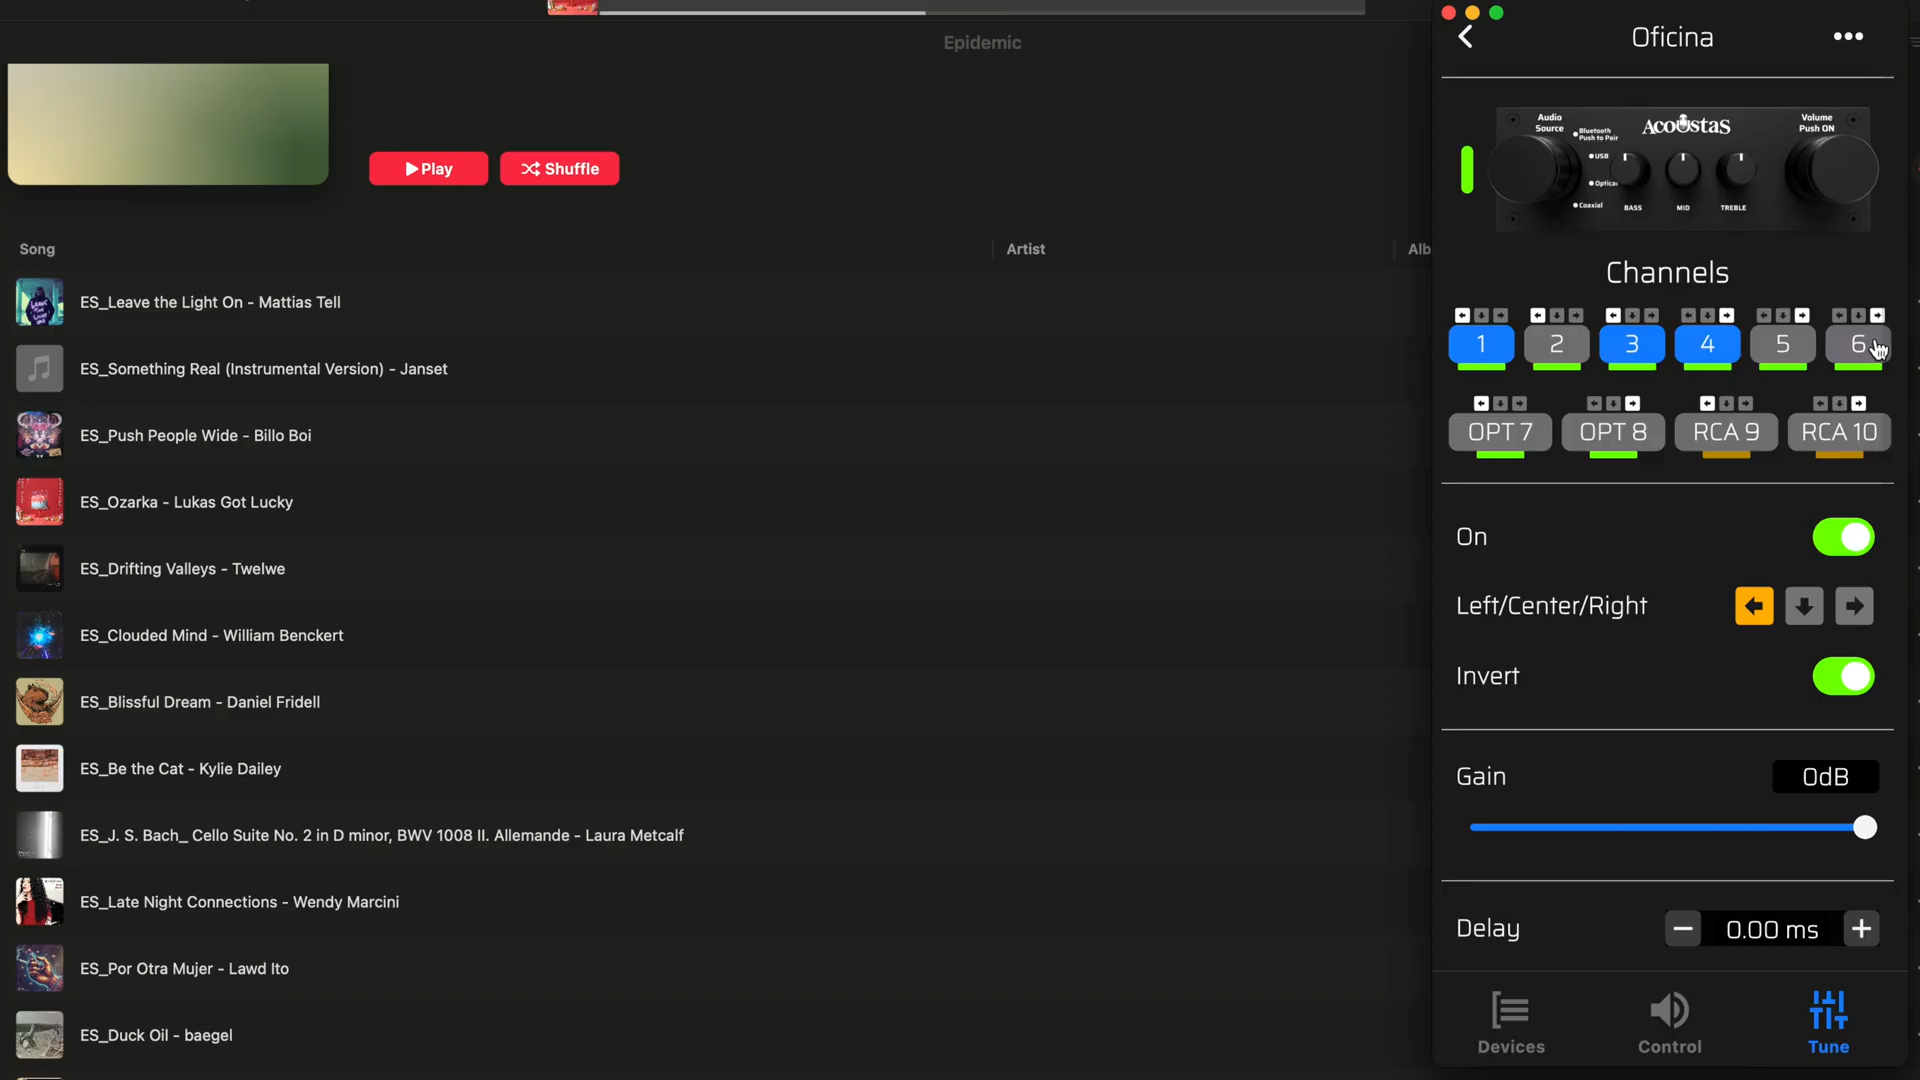 Epidemic
Play
Shuffle
Song
Artist
Alb
ES_Leave the Light On - Mattias Tell
ES_Something Real (Instrumental Version) - Janset
ES_Push People Wide - Billo Boi
ES_Ozarka - Lukas Got Lucky
ES_Drifting Valleys - Twelwe
ES_Clouded Mind - William Benckert
ES_Blissful Dream - Daniel Fridell
ES_Be the Cat - Kylie Dailey
ES_J. S. Bach_ Cello Suite No. 2 in D minor, BWV 1008 II. Allemande - Laura Metcalf
ES_Late Night Connections - Wendy Marcini
ES_Por Otra Mujer - Lawd Ito
ES_Duck Oil - baegel
Oficina
Audio
Source
Bluetooth
Push to Pair
USB
Optical
Coaxial
AcoUstaS
BASS
MID
TREBLE
Volume
Push ON
Channels
1 2 3 4 5 6
OPT 7 OPT 8 RCA 9 RCA 10
On
Left/Center/Right
Invert
Gain 0dB
Delay 0.00 ms
Devices Control Tune